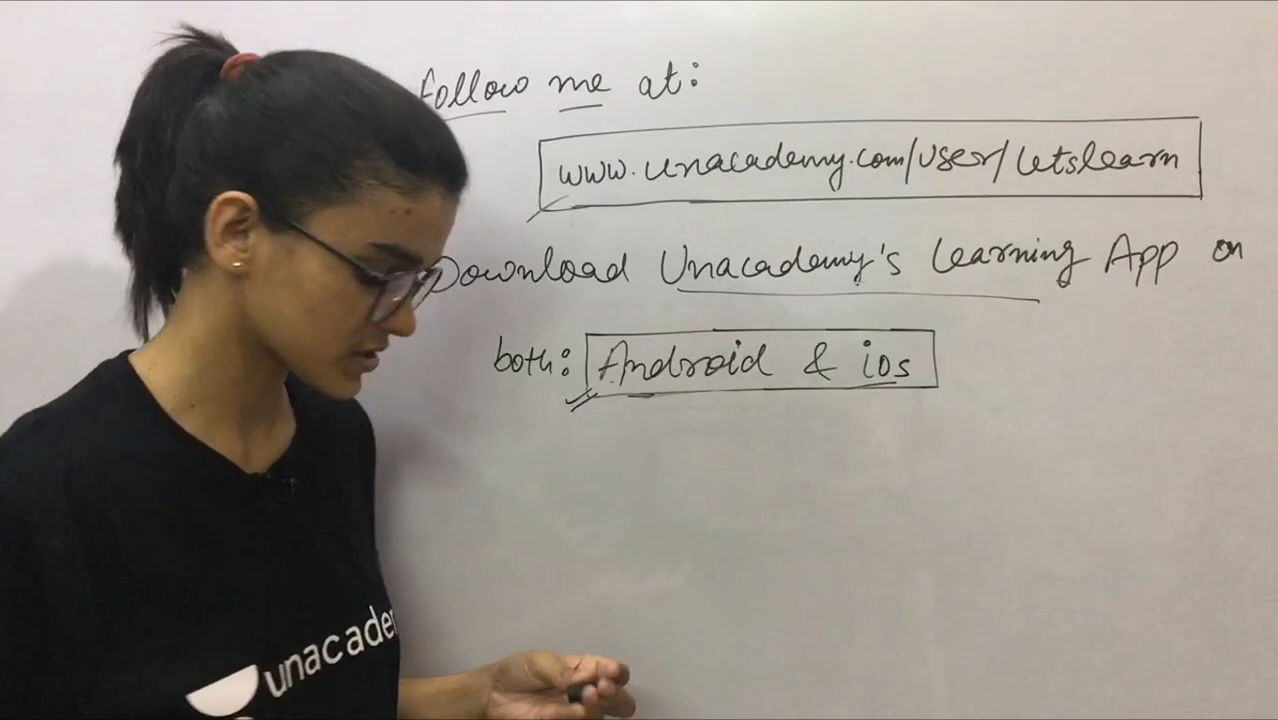 follow me at:
www.unacademy.com/user/letslearn
Download Unacademy's Learning App on
both: Android & ios
unacade